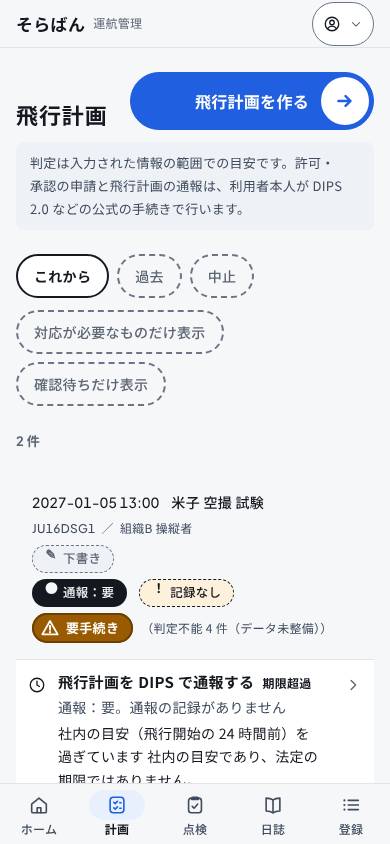 そらばん 運航管理
飛行計画
飛行計画を作る
判定は入力された情報の範囲での目安です。許可・
承認の申請と飛行計画の通報は、利用者本人が DIPS
2.0 などの公式の手続きで行います。
これから 過去 中止
対応が必要なものだけ表示
確認待ちだけ表示
2 件
2027-01-05 13:00 米子 空撮 試験
JU16DSG1 ／ 組織B 操縦者
下書き
通報：要 ! 記録なし
要手続き （判定不能 4 件（データ未整備））
飛行計画を DIPS で通報する 期限超過
通報：要。通報の記録がありません
社内の目安（飛行開始の 24 時間前）を
過ぎています 社内の目安であり、法定の
期限ではありません。
ホーム 計画 点検 日誌 登録